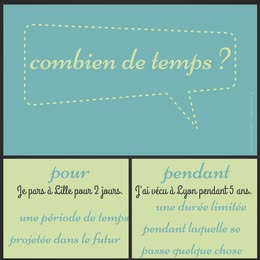 combien de temps ?
pour
Je pars à Lille pour 2 jours.
une période de temps
projetée dans le futur
pendant
J'ai vécu à Lyon pendant 5 ans.
une durée limitée
pendant laquelle se
passe quelque chose